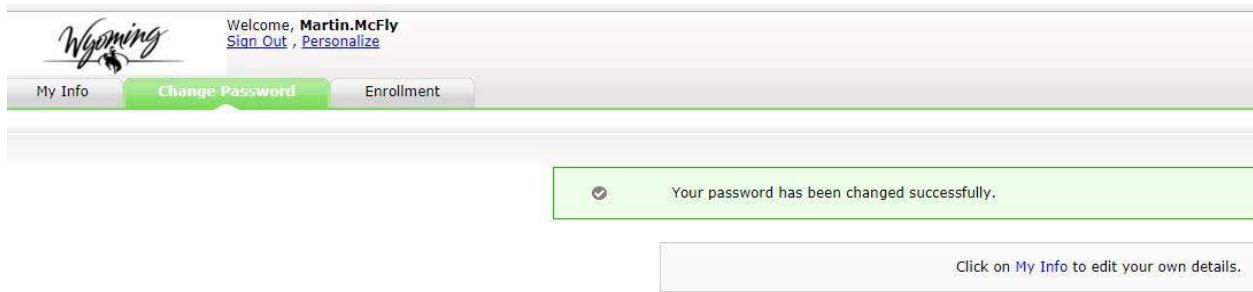 Wyoming
Welcome, Martin.McFly
Sign Out , Personalize
My Info Change Password Enrollment
Your password has been changed successfully.
Click on My Info to edit your own details.